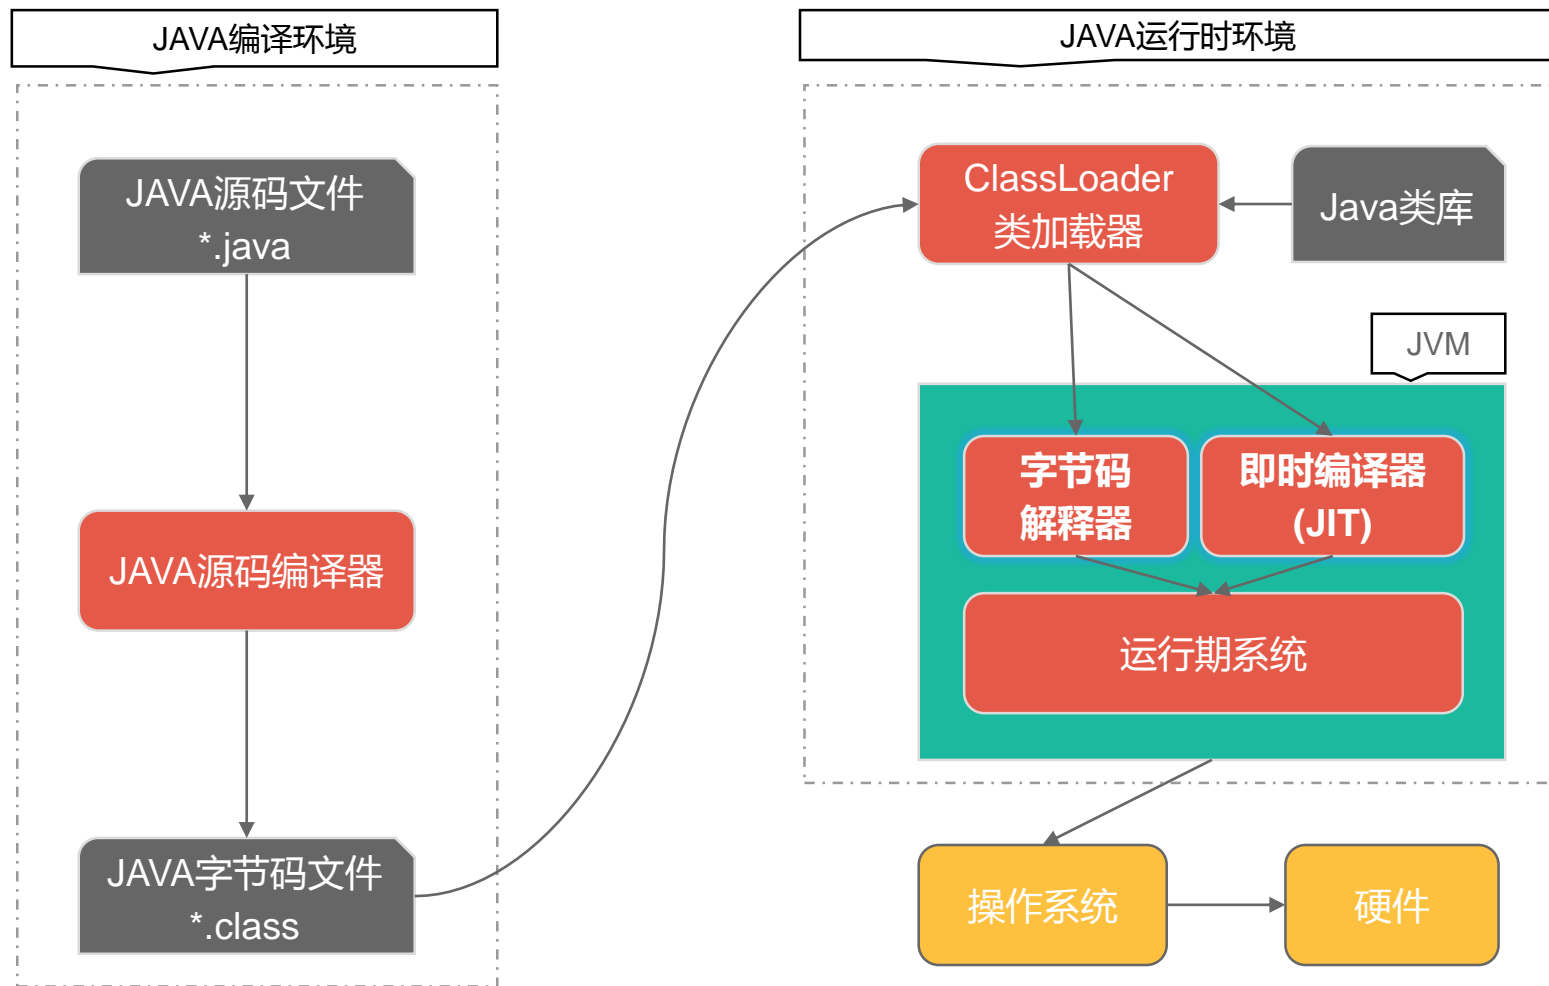 JAVA编译环境
JAVA源码文件
*.java
JAVA源码编译器
JAVA字节码文件
*.class
JAVA运行时环境
ClassLoader
类加载器
Java类库
JVM
字节码
解释器
即时编译器
(JIT)
运行期系统
操作系统
硬件